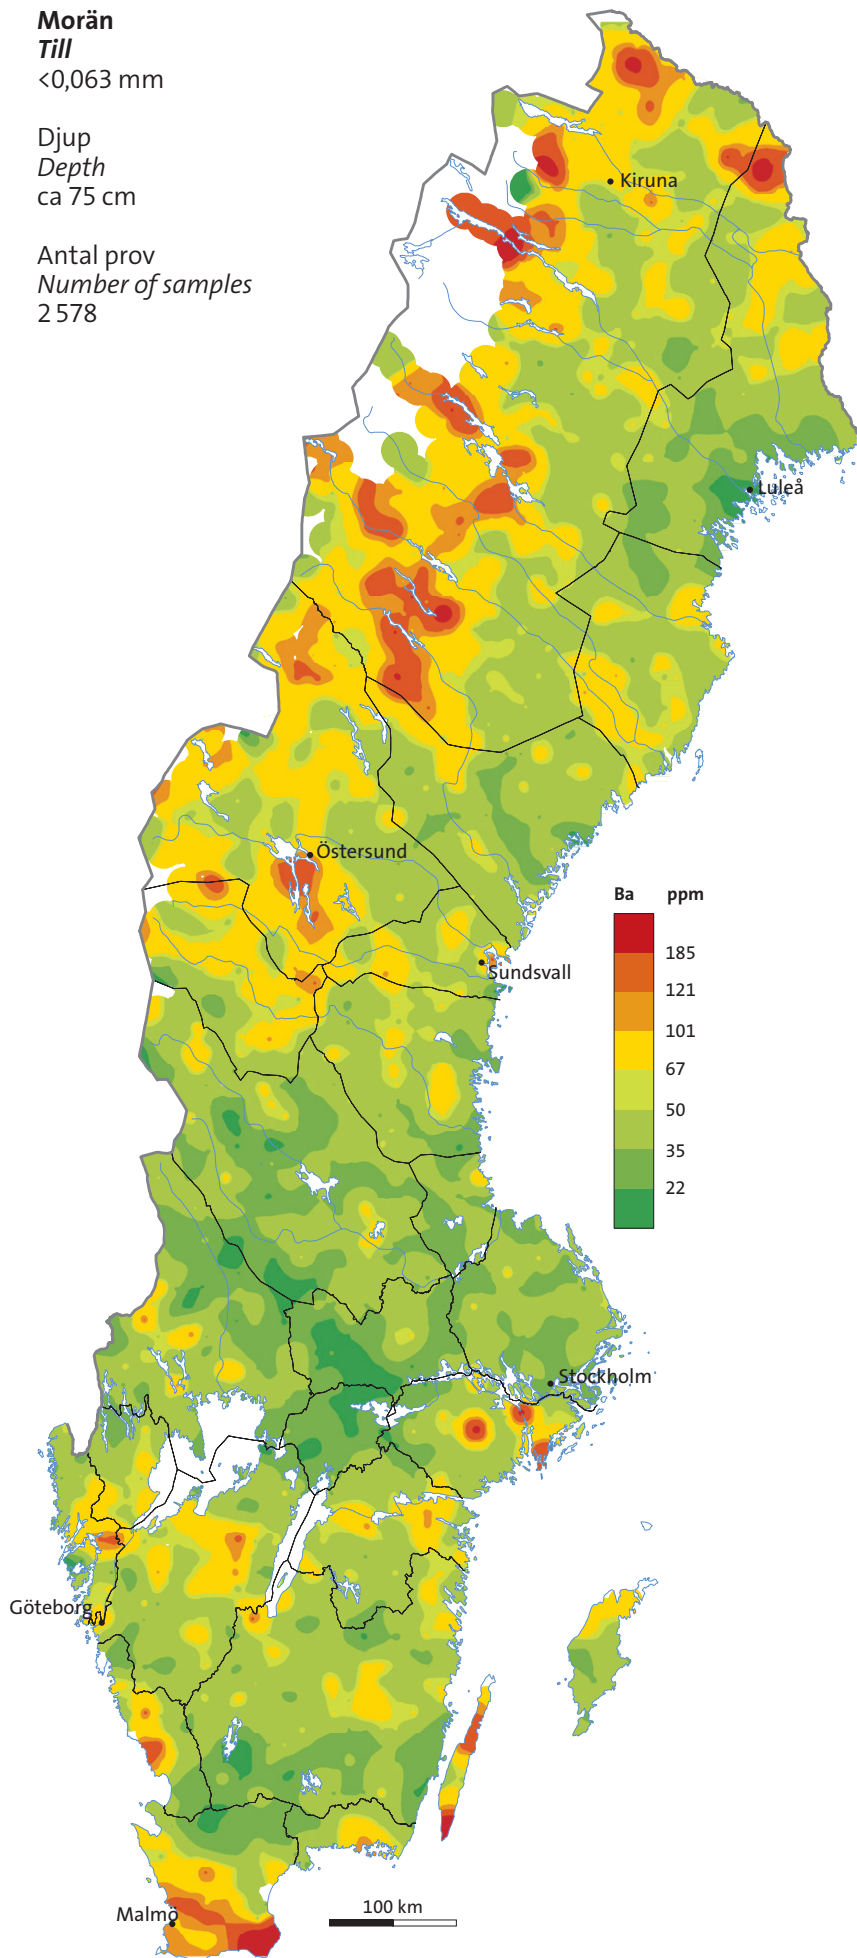 Morän
Till
<0,063 mm
Djup
Depth
ca 75 cm
Antal prov
Number of samples
2 578
Kiruna
Luleå
Östersund
Sundsvall
Ba ppm
185
121
101
67
50
35
22
Stockholm
Göteborg
Malmö
100 km